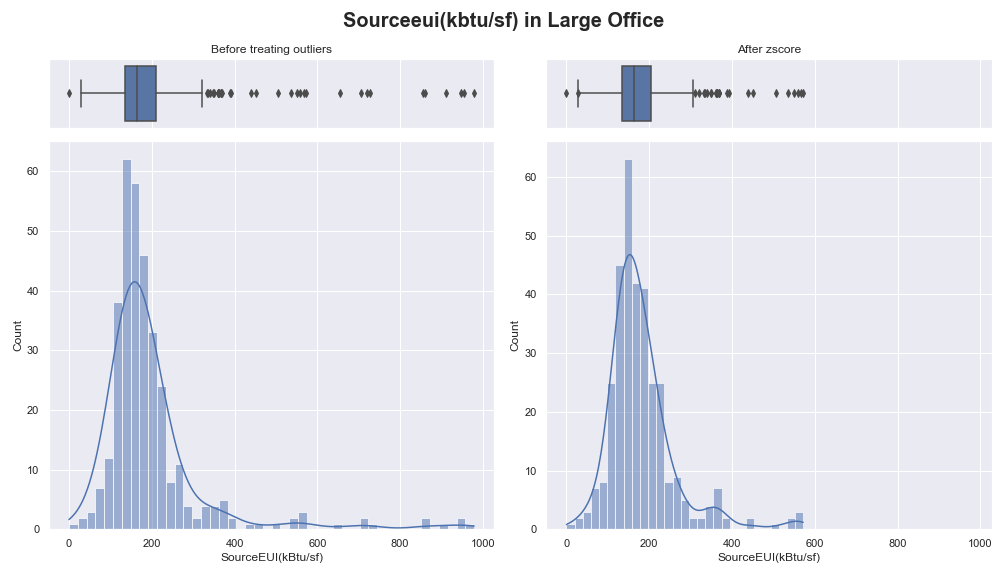 Sourceeui(kbtu/sf) in Large Office
Before treating outliers
After zscore
60
50
40
30
20
10
0
Count
0 200 400 600 800 1000
SourceEUI(kBtu/sf)
60
50
40
30
20
10
0
Count
0 200 400 600 800 1000
SourceEUI(kBtu/sf)